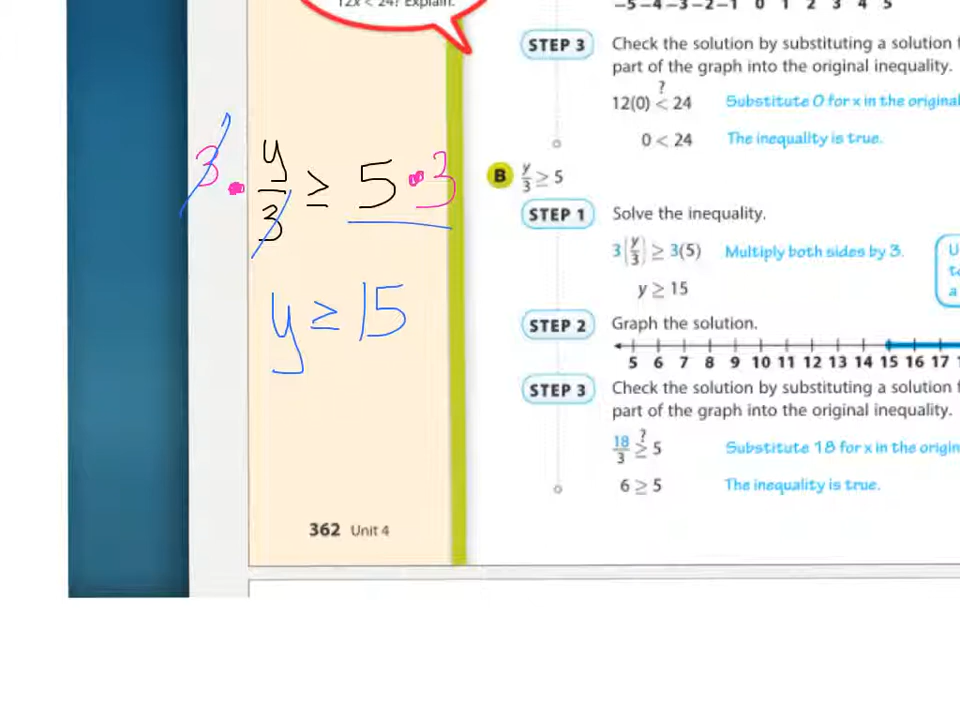 12x < 24? Explain.
−5 −4 −3 −2 −1 0 1 2 3 4 5
STEP 3
Check the solution by substituting a solution
part of the graph into the original inequality.
12(0) <? 24 Substitute 0 for x in the original
0 < 24 The inequality is true.
3 · y/3 ≥ 5 · 3
y ≥ 15
B y/3 ≥ 5
STEP 1 Solve the inequality.
3(y/3) ≥ 3(5) Multiply both sides by 3.
y ≥ 15
STEP 2 Graph the solution.
5 6 7 8 9 10 11 12 13 14 15 16 17
STEP 3 Check the solution by substituting a solution
part of the graph into the original inequality.
18/3 ≥? 5 Substitute 18 for x in the origin
6 ≥ 5 The inequality is true.
362 Unit 4